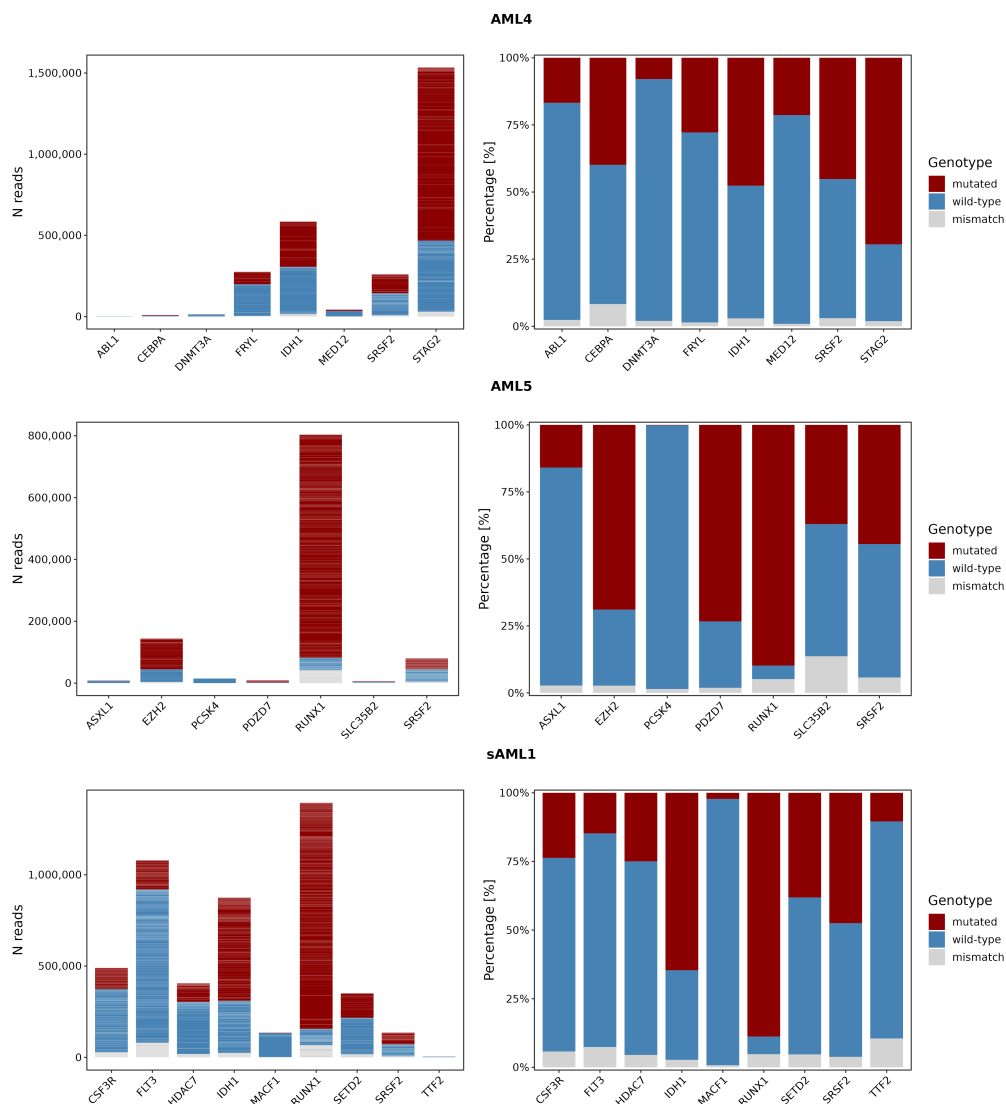 AML4
N reads
1,500,000
1,000,000
500,000
0
ABL1
CEBPA
DNMT3A
FRYL
IDH1
MED12
SRSF2
STAG2
Percentage [%]
100%
75%
50%
25%
0%
ABL1
CEBPA
DNMT3A
FRYL
IDH1
MED12
SRSF2
STAG2
Genotype
mutated
wild-type
mismatch
AML5
N reads
800,000
600,000
400,000
200,000
0
ASXL1
EZH2
PCSK4
PDZD7
RUNX1
SLC35B2
SRSF2
Percentage [%]
100%
75%
50%
25%
0%
ASXL1
EZH2
PCSK4
PDZD7
RUNX1
SLC35B2
SRSF2
Genotype
mutated
wild-type
mismatch
sAML1
N reads
1,000,000
500,000
0
CSF3R
FLT3
HDAC7
IDH1
MACF1
RUNX1
SETD2
SRSF2
TTF2
Percentage [%]
100%
75%
50%
25%
0%
CSF3R
FLT3
HDAC7
IDH1
MACF1
RUNX1
SETD2
SRSF2
TTF2
Genotype
mutated
wild-type
mismatch